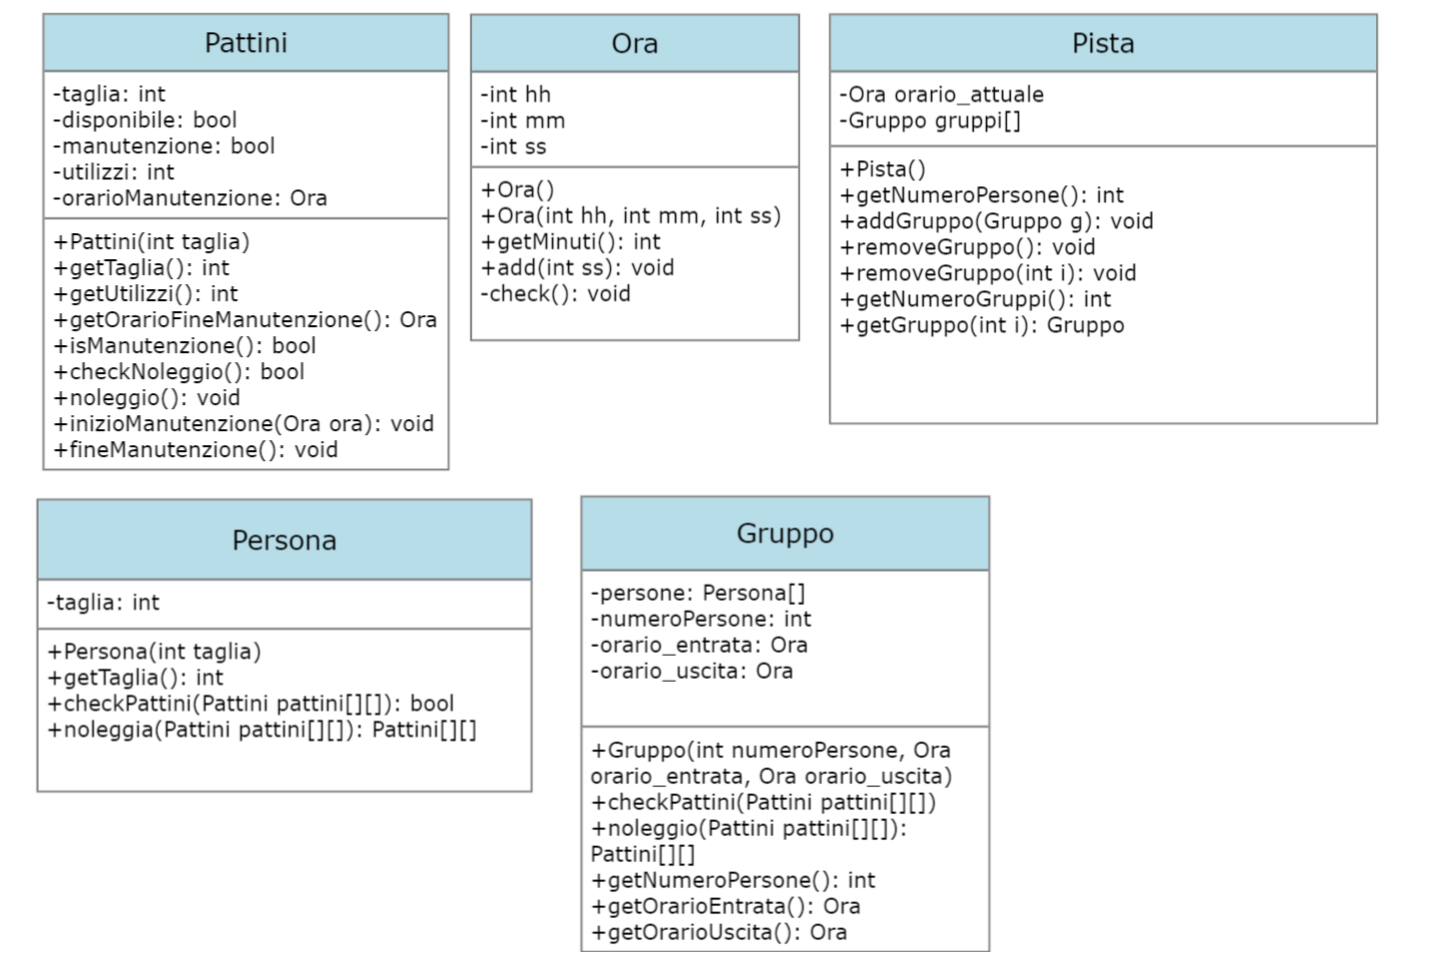 Pattini
-taglia: int
-disponibile: bool
-manutenzione: bool
-utilizzi: int
-orarioManutenzione: Ora
+Pattini(int taglia)
+getTaglia(): int
+getUtilizzi(): int
+getOrarioFineManutenzione(): Ora
+isManutenzione(): bool
+checkNoleggio(): bool
+noleggio(): void
+inizioManutenzione(Ora ora): void
+fineManutenzione(): void
Ora
-int hh
-int mm
-int ss
+Ora()
+Ora(int hh, int mm, int ss)
+getMinuti(): int
+add(int ss): void
-check(): void
Pista
-Ora orario_attuale
-Gruppo gruppi[]
+Pista()
+getNumeroPersone(): int
+addGruppo(Gruppo g): void
+removeGruppo(): void
+removeGruppo(int i): void
+getNumeroGruppi(): int
+getGruppo(int i): Gruppo
Persona
-taglia: int
+Persona(int taglia)
+getTaglia(): int
+checkPattini(Pattini pattini[][]): bool
+noleggia(Pattini pattini[][]): Pattini[][]
Gruppo
-persone: Persona[]
-numeroPersone: int
-orario_entrata: Ora
-orario_uscita: Ora
+Gruppo(int numeroPersone, Ora
orario_entrata, Ora orario_uscita)
+checkPattini(Pattini pattini[][])
+noleggio(Pattini pattini[][]):
Pattini[][]
+getNumeroPersone(): int
+getOrarioEntrata(): Ora
+getOrarioUscita(): Ora